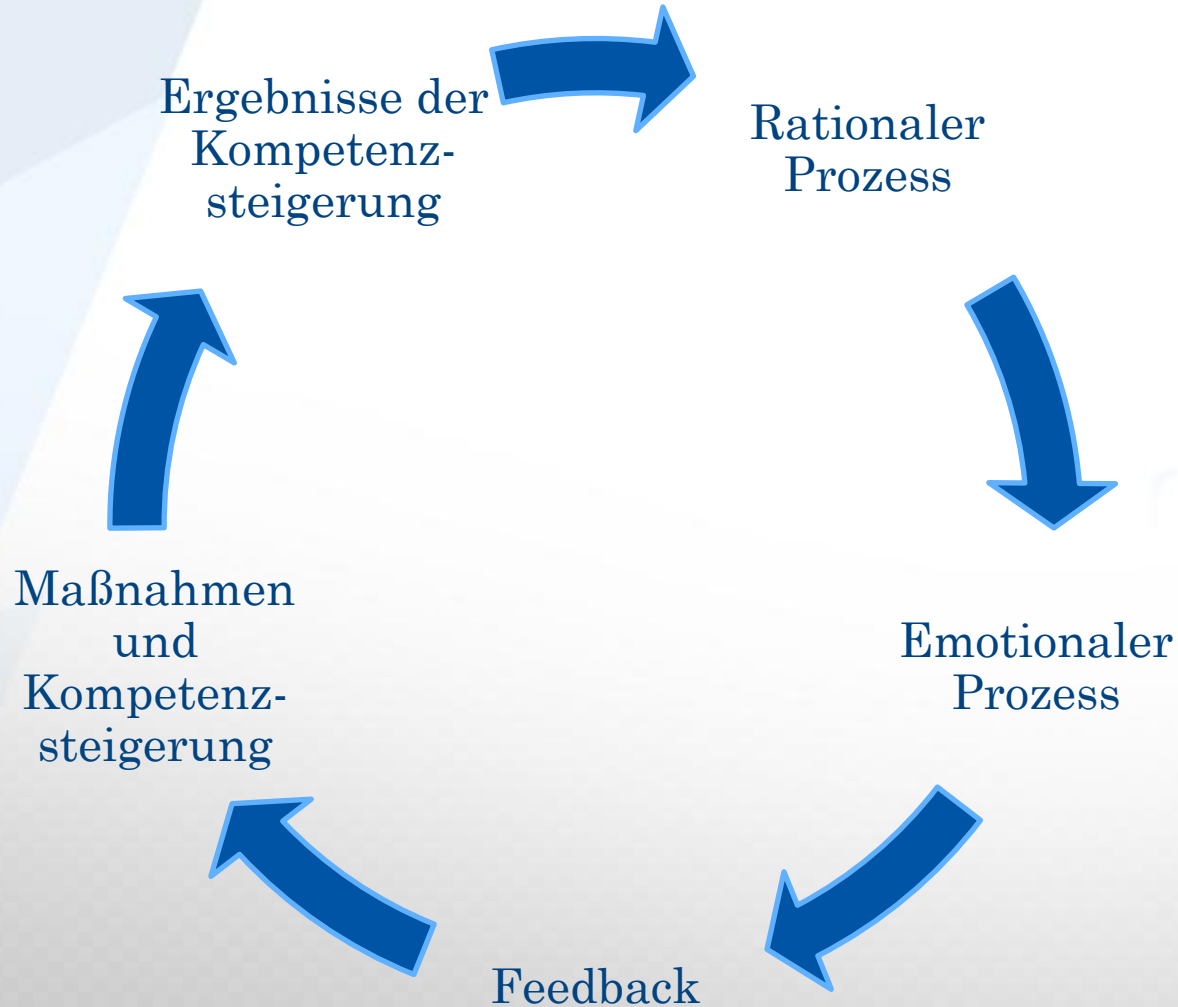 Ergebnisse der
Kompetenz-
steigerung
Rationaler
Prozess
Emotionaler
Prozess
Feedback
Maßnahmen
und
Kompetenz-
steigerung